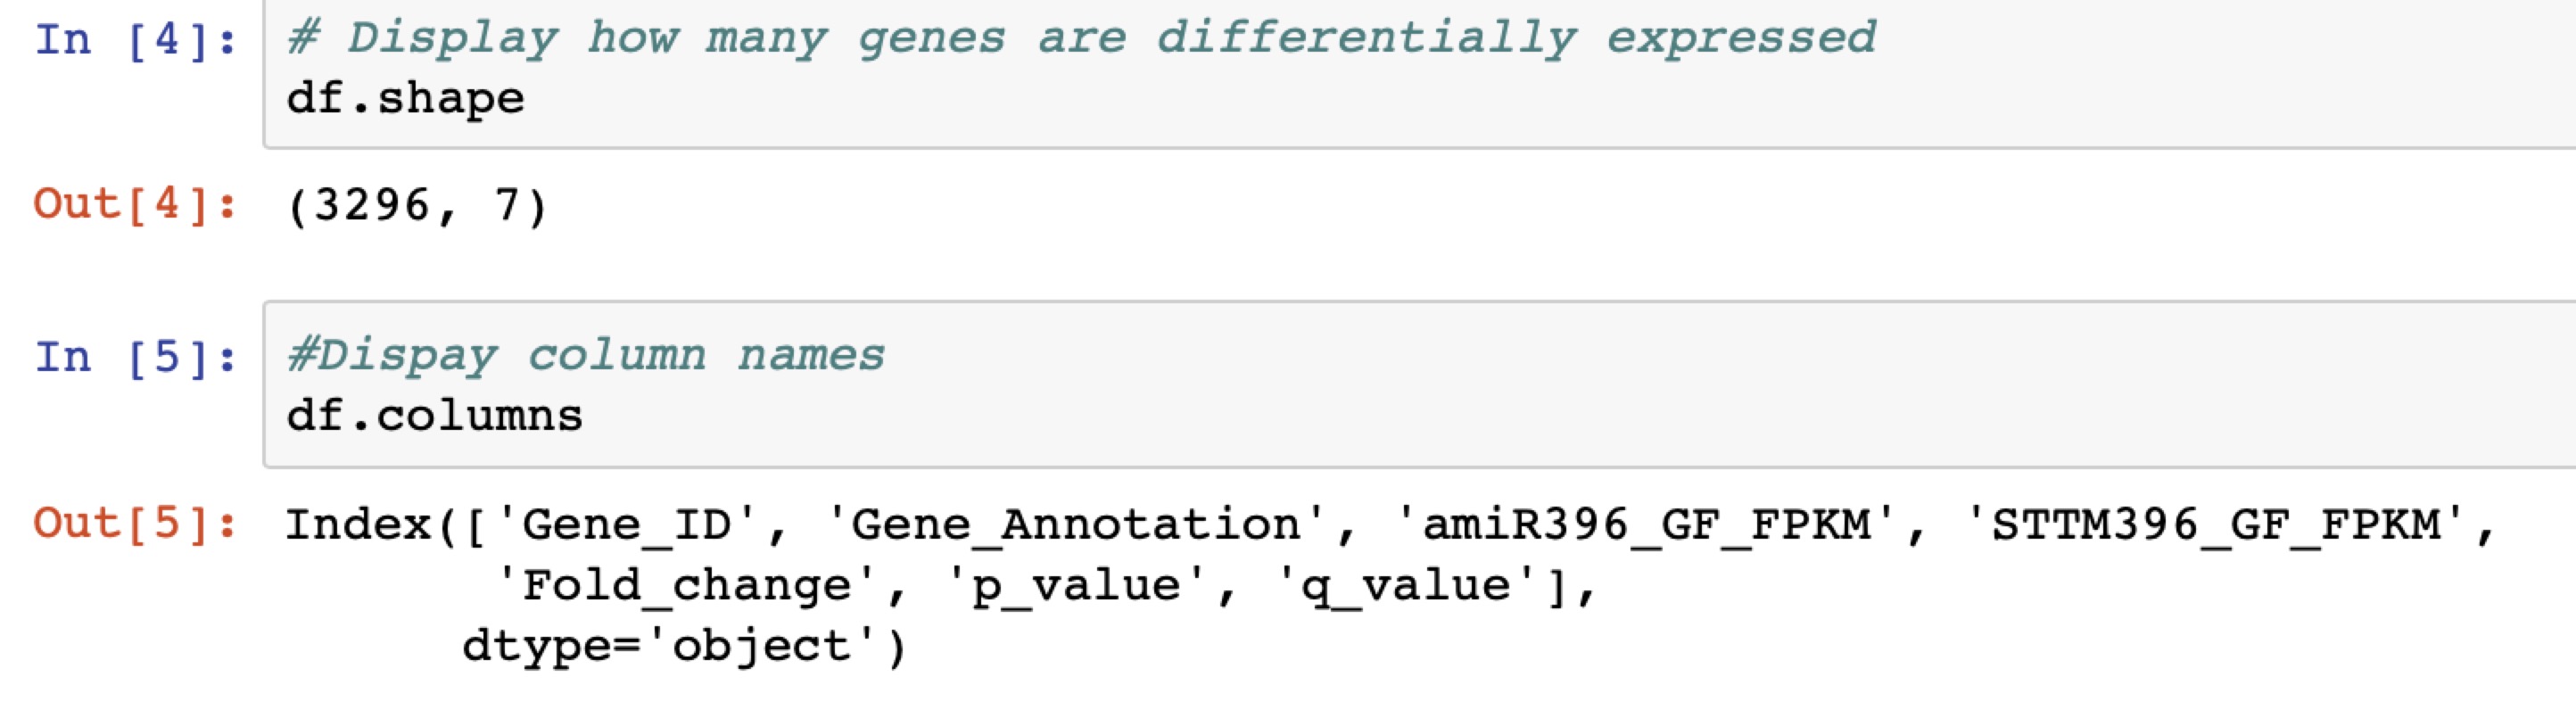 In [4]: # Display how many genes are differentially expressed
df.shape
Out[4]: (3296, 7)
In [5]: #Dispay column names
df.columns
Out[5]: Index(['Gene_ID', 'Gene_Annotation', 'amiR396_GF_FPKM', 'STTM396_GF_FPKM',
'Fold_change', 'p_value', 'q_value'],
dtype='object')